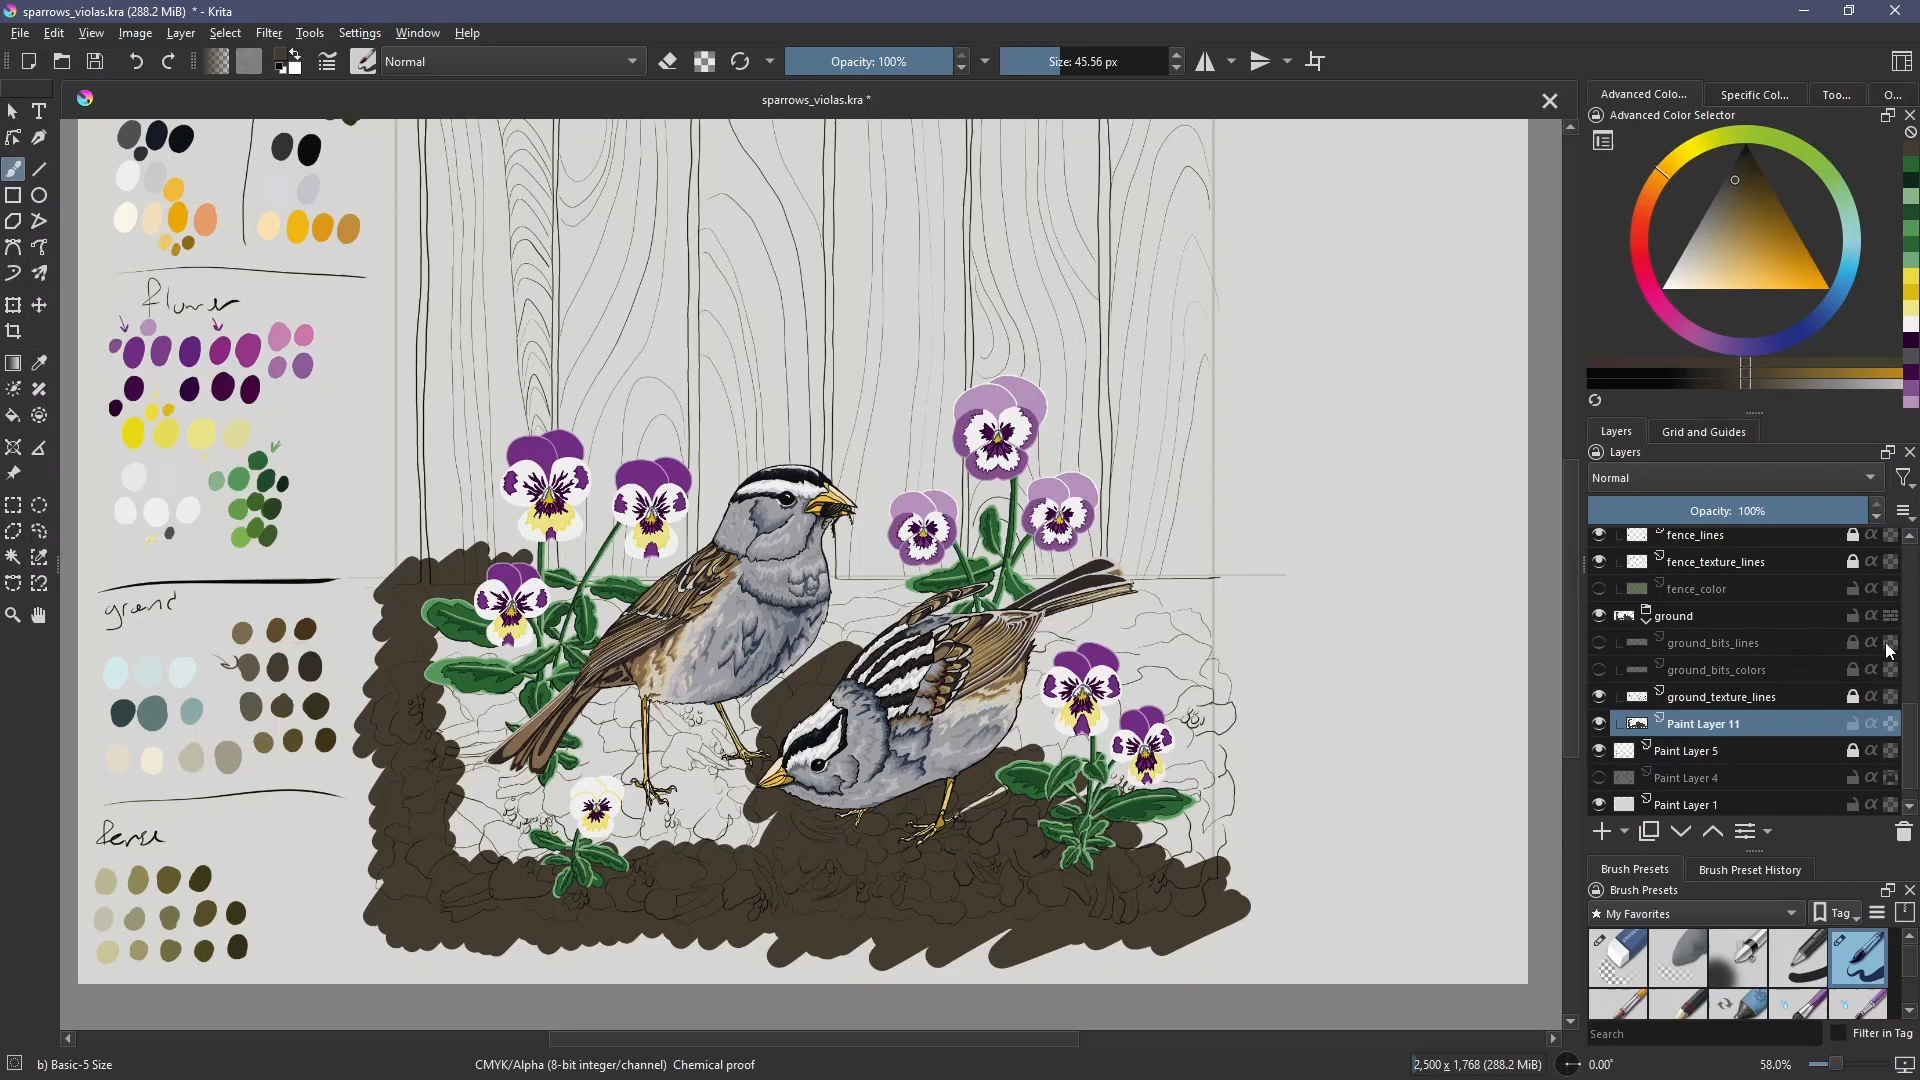 sparrows_violas.kra (288.2 MiB) * - Krita
File Edit View Image Layer Select Filter Tools Settings Window Help
Normal
Opacity: 100%
Size: 45.56 px
sparrows_violas.kra *
Advanced Colo... Specific Col... Too... O...
Advanced Color Selector
flower
ground
fense
Layers Grid and Guides
Layers
Normal
Opacity: 100%
fence_lines
fence_texture_lines
fence_color
ground
ground_bits_lines
ground_bits_colors
ground_texture_lines
Paint Layer 11
Paint Layer 5
Paint Layer 4
Paint Layer 1
Brush Presets Brush Preset History
Brush Presets
★ My Favorites Tag
Search Filter in Tag
b) Basic-5 Size
CMYK/Alpha (8-bit integer/channel) Chemical proof
2,500 x 1,768 (288.2 MiB)
0.00°
58.0%